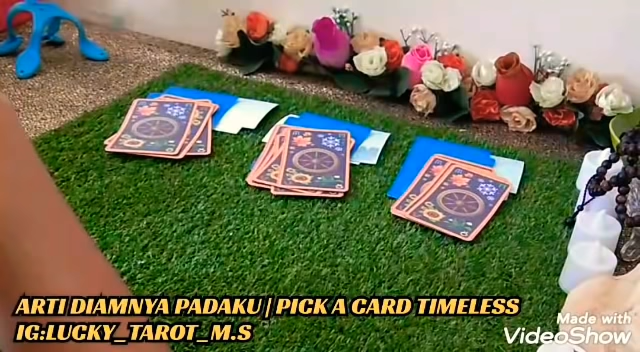 ARTI DIAMNYA PADAKU | PICK A CARD TIMELESS
IG:LUCKY_TAROT_M.S
Made with
VideoShow